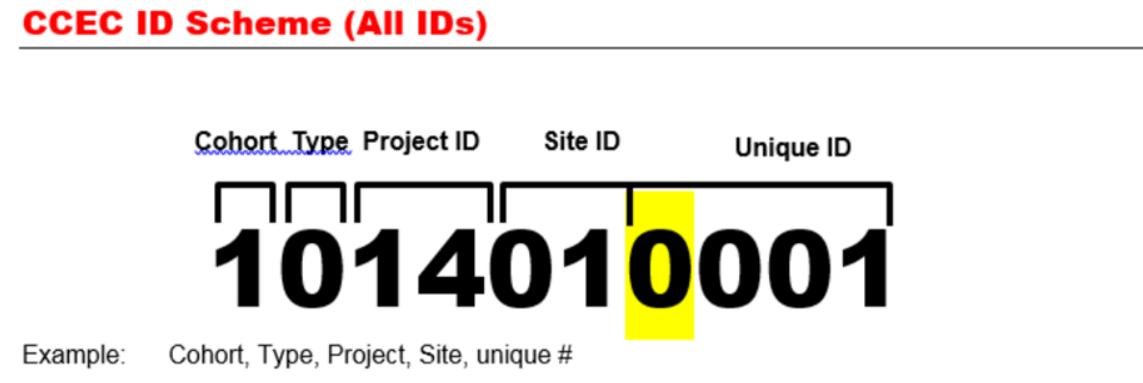 CCEC ID Scheme (All IDs)
Cohort Type Project ID Site ID Unique ID
1014010001
Example: Cohort, Type, Project, Site, unique #